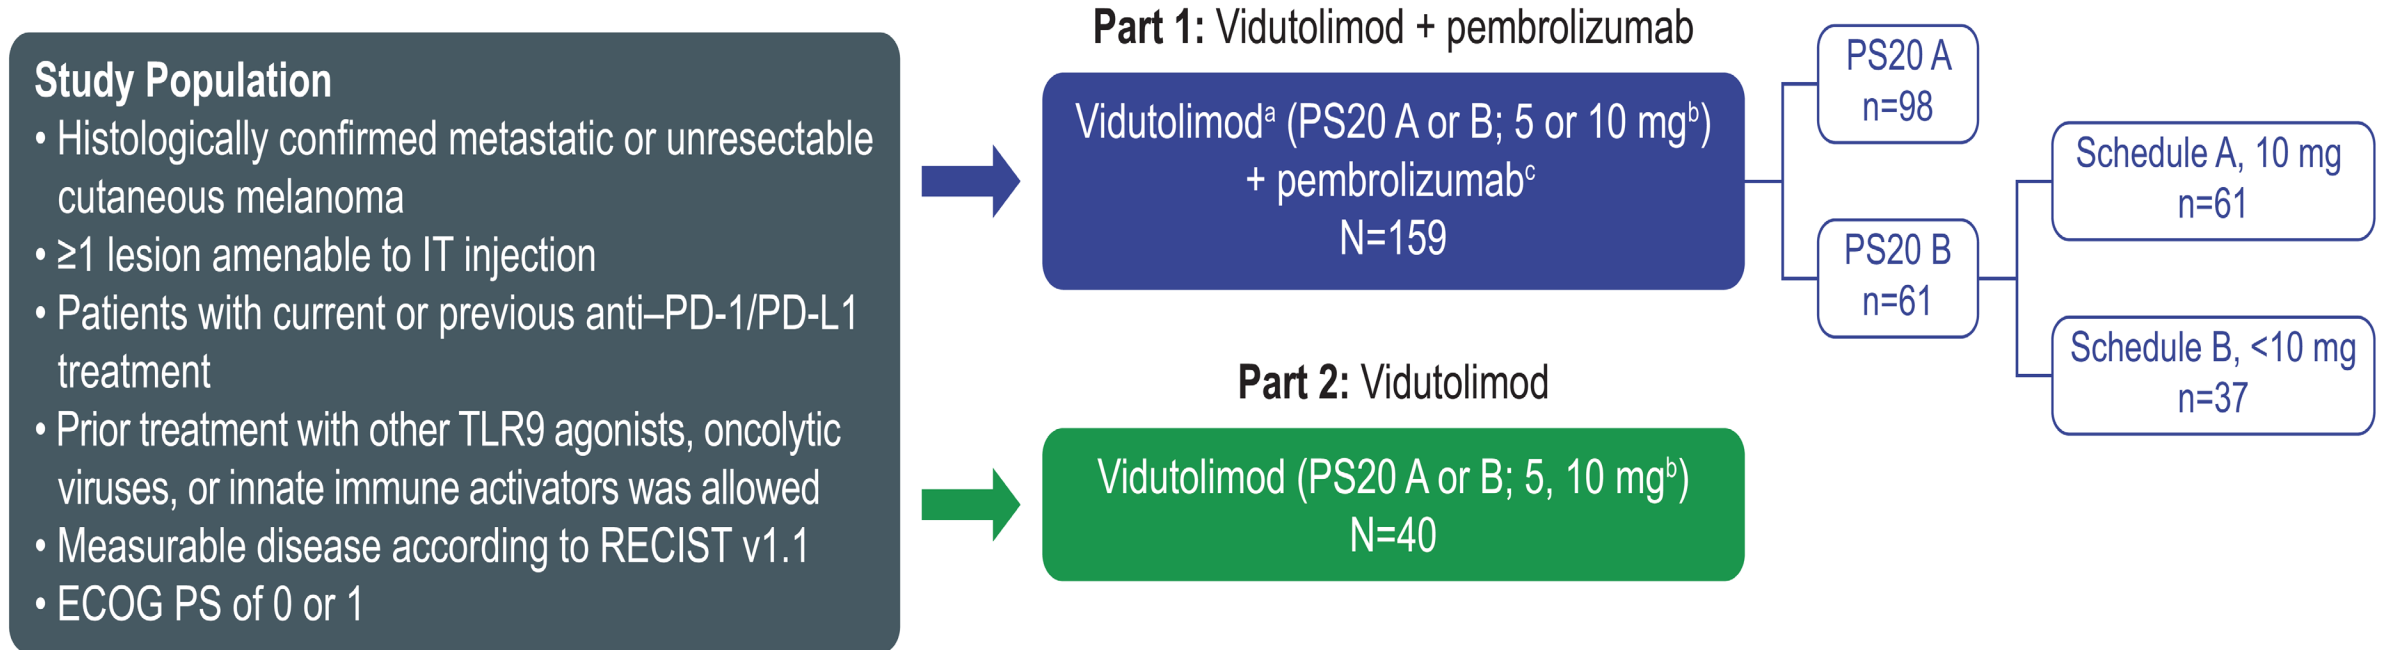 Study Population
• Histologically confirmed metastatic or unresectable
cutaneous melanoma
• ≥1 lesion amenable to IT injection
• Patients with current or previous anti–PD-1/PD-L1
treatment
• Prior treatment with other TLR9 agonists, oncolytic
viruses, or innate immune activators was allowed
• Measurable disease according to RECIST v1.1
• ECOG PS of 0 or 1
Part 1: Vidutolimod + pembrolizumab
Vidutolimodᵃ (PS20 A or B; 5 or 10 mgᵇ)
+ pembrolizumabᶜ
N=159
PS20 A
n=98
PS20 B
n=61
Schedule A, 10 mg
n=61
Schedule B, <10 mg
n=37
Part 2: Vidutolimod
Vidutolimod (PS20 A or B; 5, 10 mgᵇ)
N=40